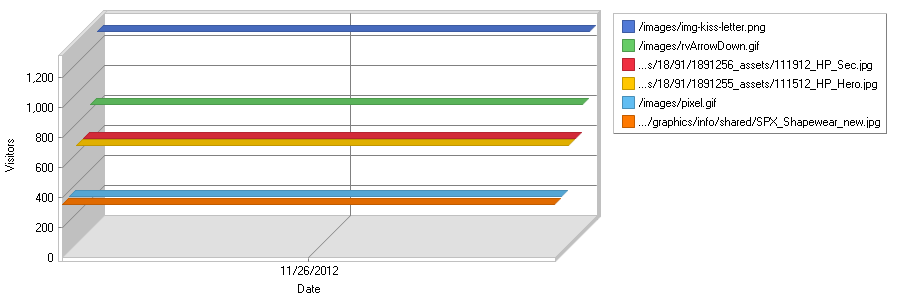 1,200
1,000
800
600
400
200
0
Visitors
11/26/2012
Date
/images/img-kiss-letter.png
/images/rvArrowDown.gif
...s/18/91/1891256_assets/111912_HP_Sec.jpg
...s/18/91/1891255_assets/111512_HP_Hero.jpg
/images/pixel.gif
.../graphics/info/shared/SPX_Shapewear_new.jpg